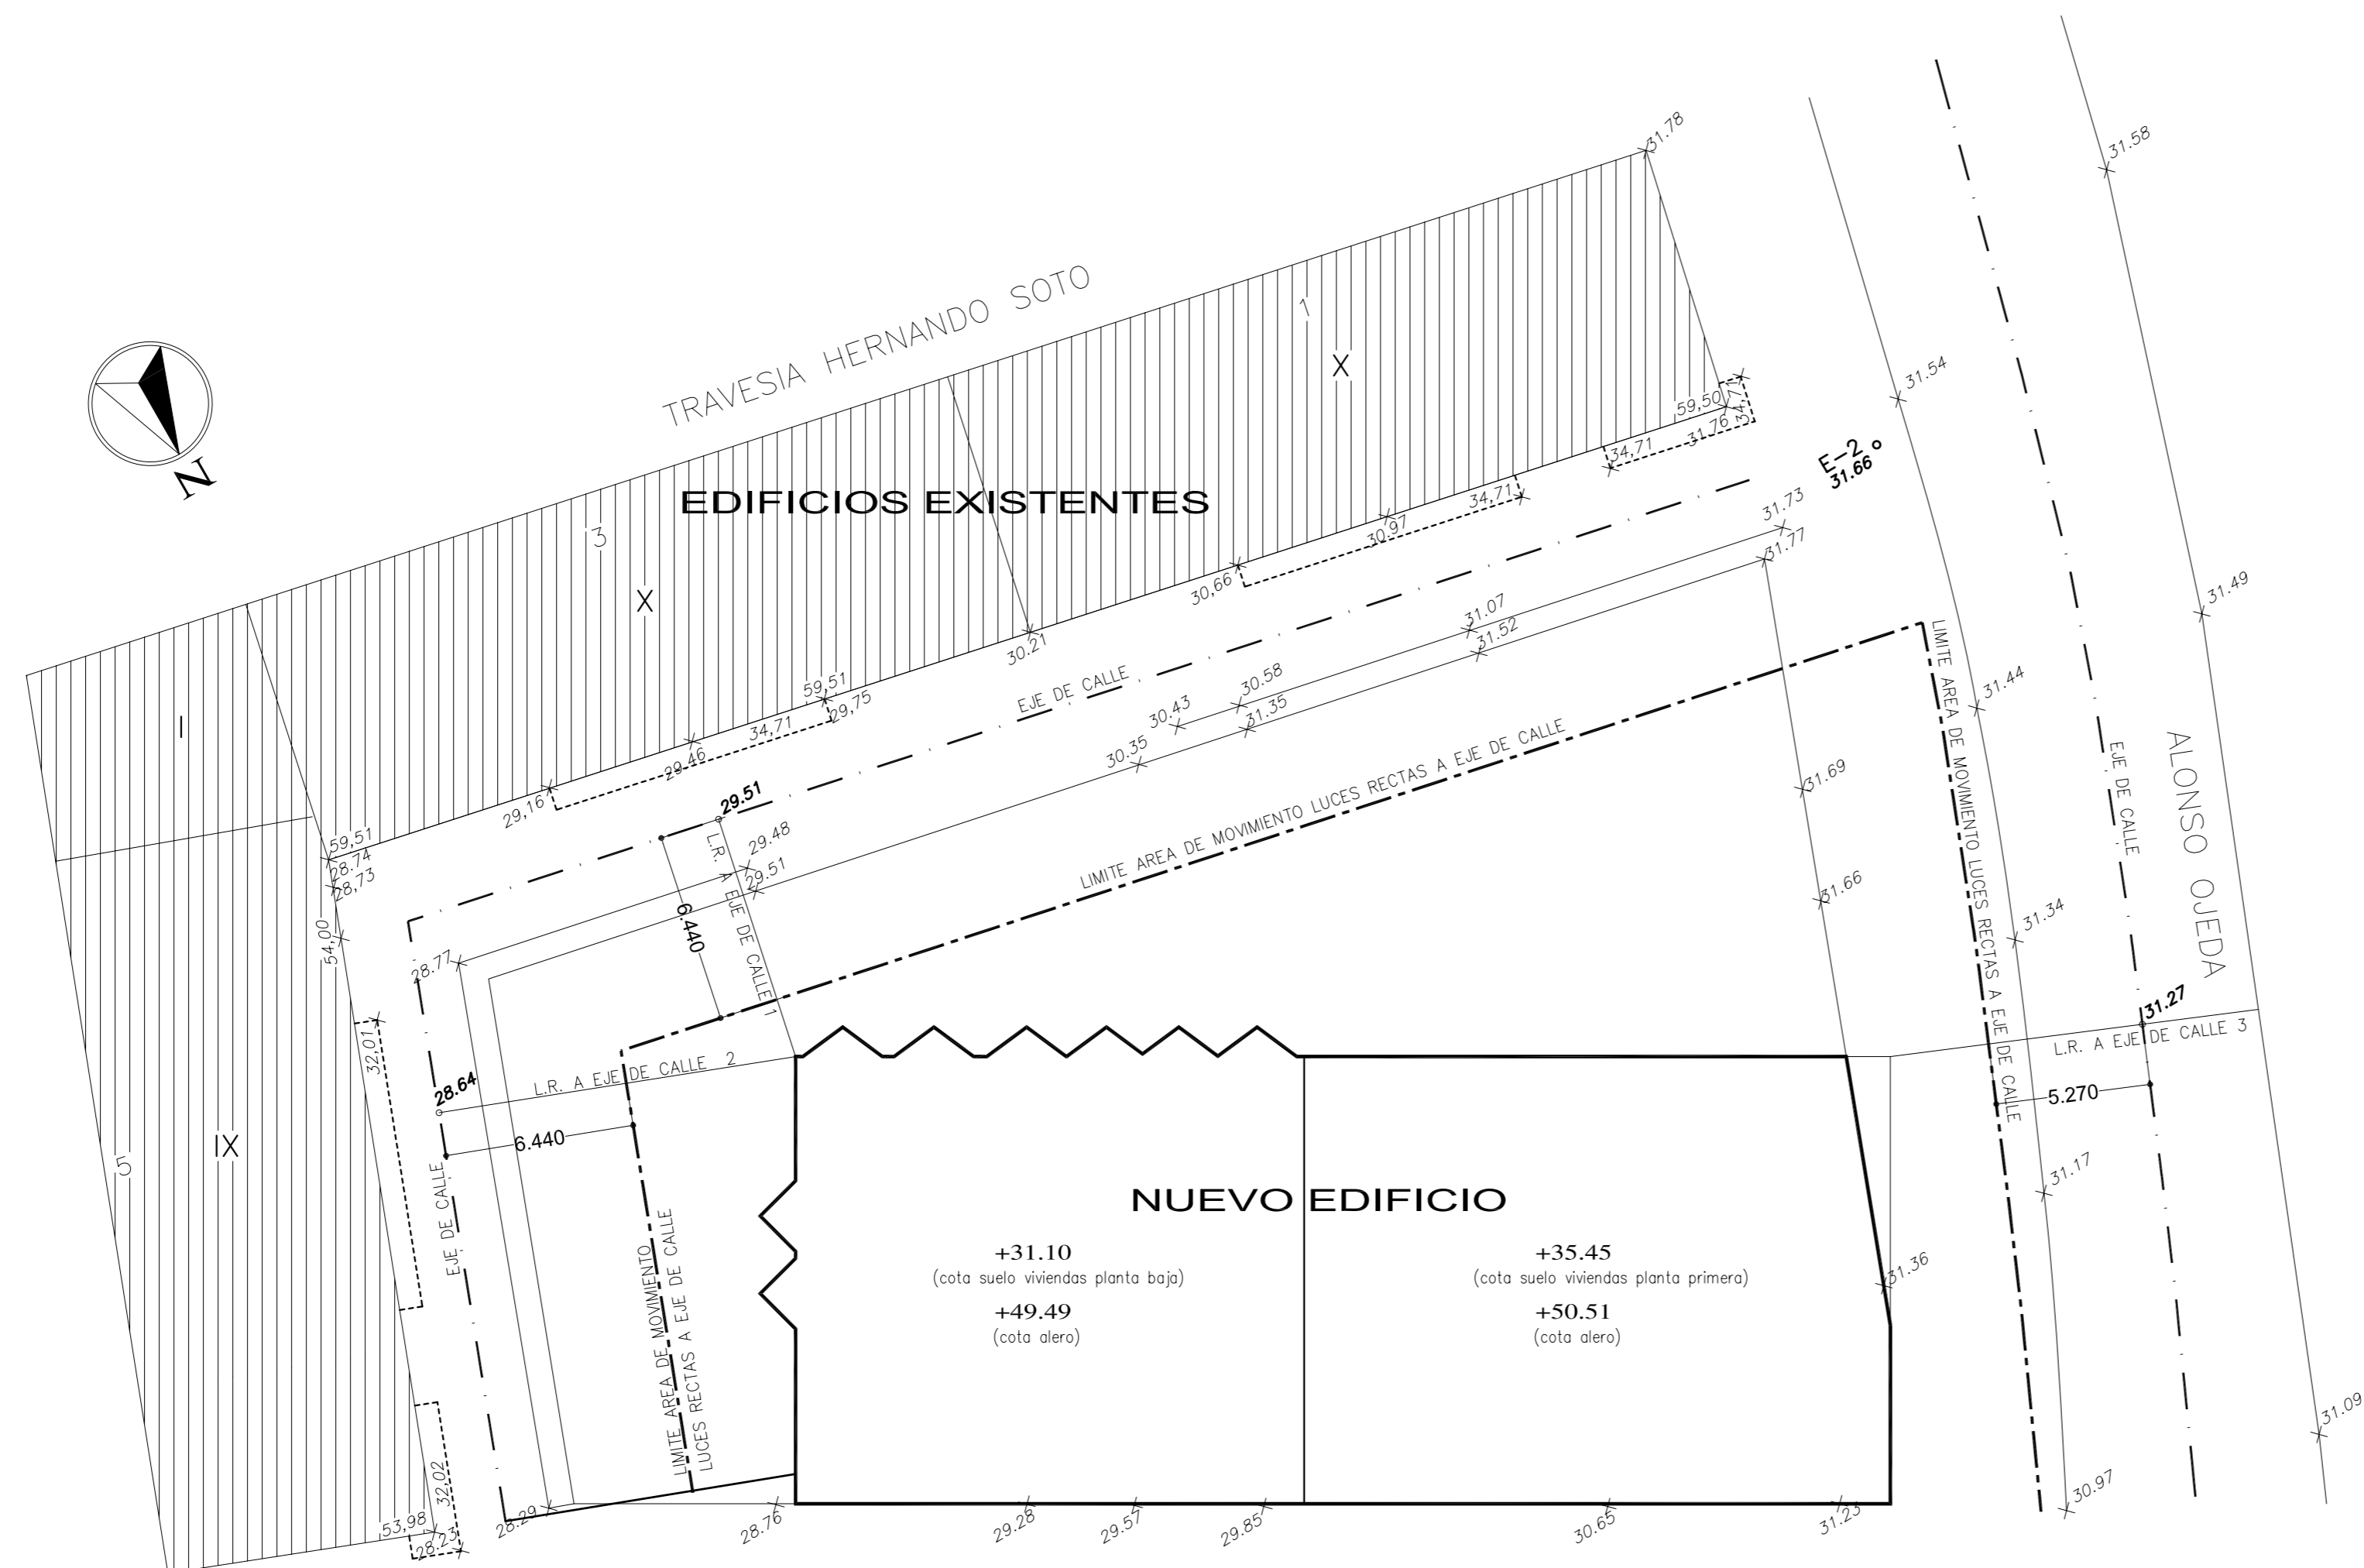 31.78
31.58
TRAVESIA HERNANDO SOTO
1
X
31.54
59,50
34,71
31.76
34,71
E-2
31.66
N
EDIFICIOS EXISTENTES
34,71
31.73
30.97
31.77
3
X
30,66
31.49
30.21
31.07
31.52
EJE DE CALLE
59,51
29,75
34,71
29.46
30.58
30.43
31.35
30.35
31.44
I
LIMITE AREA DE MOVIMIENTO LUCES RECTAS A EJE DE CALLE
LIMITE AREA DE MOVIMIENTO LUCES RECTAS A EJE DE CALLE
EJE DE CALLE
ALONSO OJEDA
29,16
29.51
31.69
59,51
28.74
28,73
29.48
29.51
L.R. A EJE DE CALLE 1
6.440
31.66
54,00
28.77
31.34
32,01
31.27
L.R. A EJE DE CALLE 3
L.R. A EJE DE CALLE 2
28.64
6.440
5.270
5
IX
EJE DE CALLE
31.17
NUEVO EDIFICIO
+31.10
(cota suelo viviendas planta baja)
+49.49
(cota alero)
+35.45
(cota suelo viviendas planta primera)
+50.51
(cota alero)
31.36
LIMITE AREA DE MOVIMIENTO
LUCES RECTAS A EJE DE CALLE
31.09
32,02
53,98
28.23
28.29
28.76
29.28
29.57
29.85
30.65
31.23
30.97